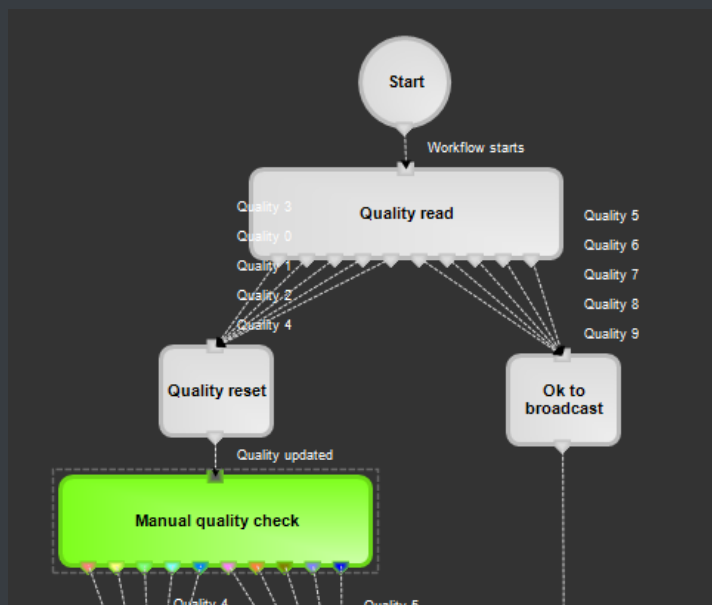 Start
Workflow starts
Quality read
Quality 3
Quality 0
Quality 1
Quality 2
Quality 4
Quality 5
Quality 6
Quality 7
Quality 8
Quality 9
Quality reset
Ok to
broadcast
Quality updated
Manual quality check
Quality 4
Quality 5